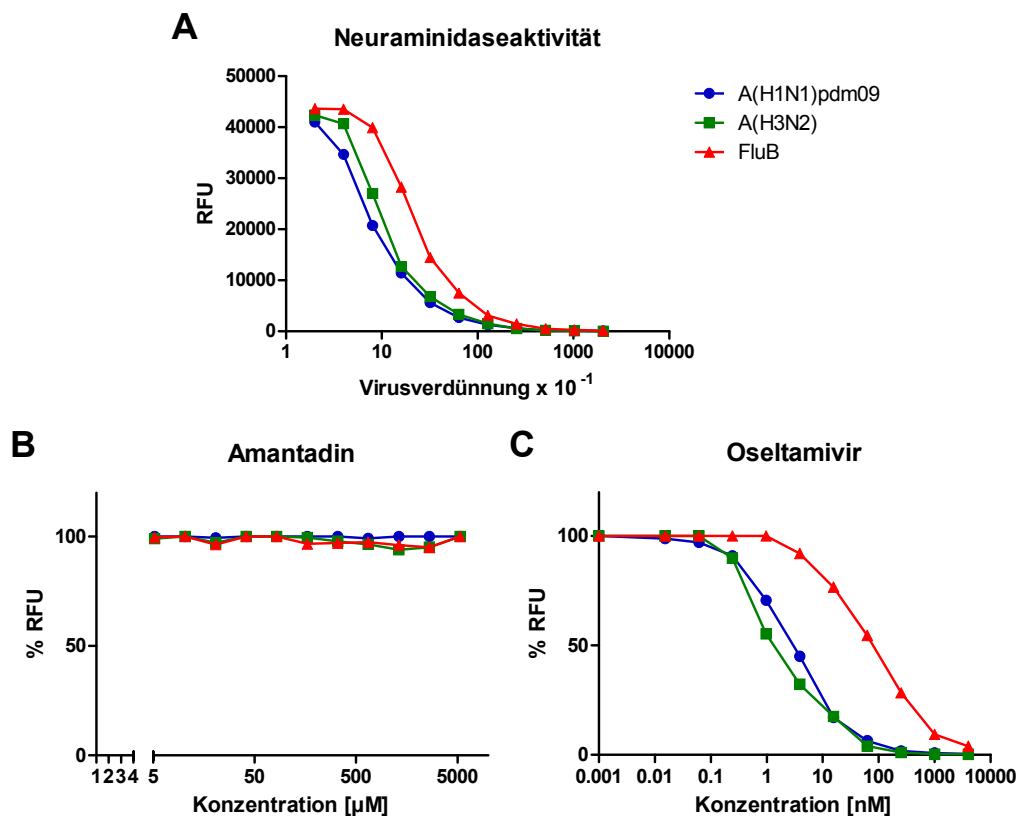 A
Neuraminidaseaktivität
50000
40000
30000
20000
10000
0
RFU
1 10 100 1000 10000
Virusverdünnung x 10 -1
A(H1N1)pdm09
A(H3N2)
FluB
B
Amantadin
100
50
0
% RFU
1 2 3 4 5 50 500 5000
Konzentration [µM]
C
Oseltamivir
100
50
0
% RFU
0.001 0.01 0.1 1 10 100 1000 10000
Konzentration [nM]